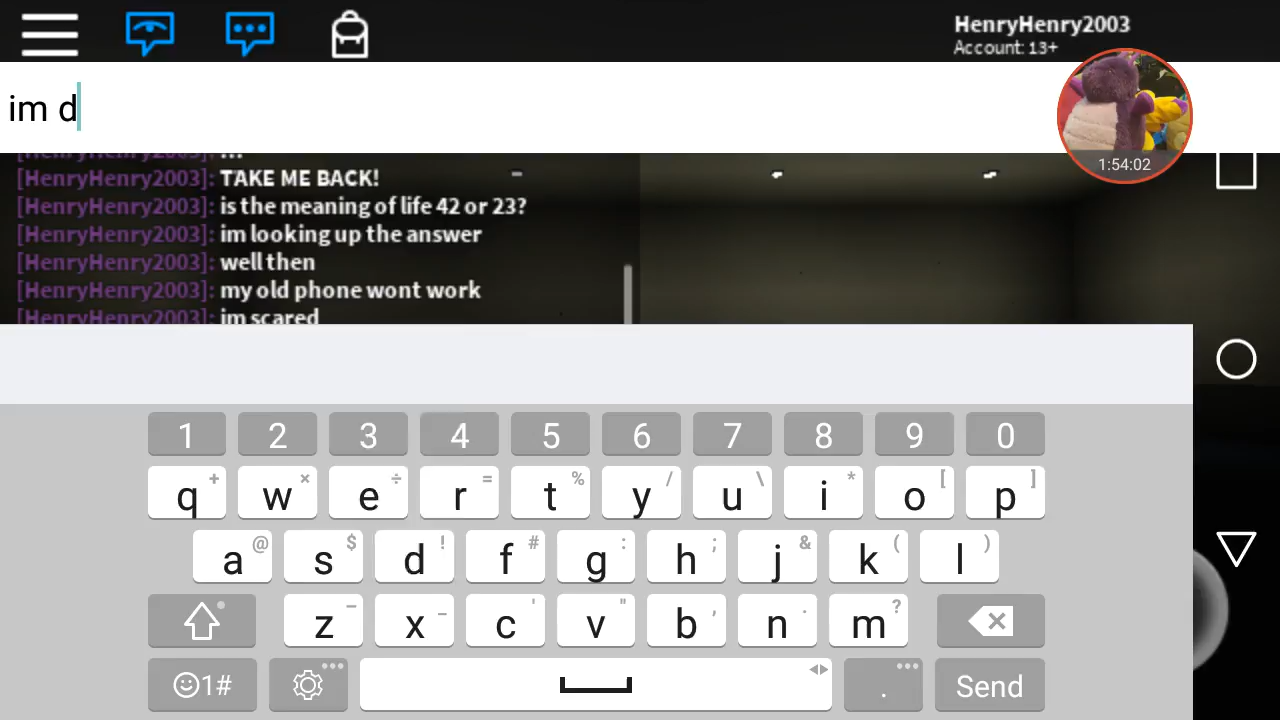 HenryHenry2003
Account: 13+
im d
1:54:02
[HenryHenry2003]: ...
[HenryHenry2003]: TAKE ME BACK!
[HenryHenry2003]: is the meaning of life 42 or 23?
[HenryHenry2003]: im looking up the answer
[HenryHenry2003]: well then
[HenryHenry2003]: my old phone wont work
[HenryHenry2003]: im scared
1 2 3 4 5 6 7 8 9 0
q + w × e ÷ r = t % y / u \ i * o [ p ]
a @ s $ d ! f # g : h ; j & k ( l )
z - x _ c ' v " b , n . m ?
1# ... . ... Send